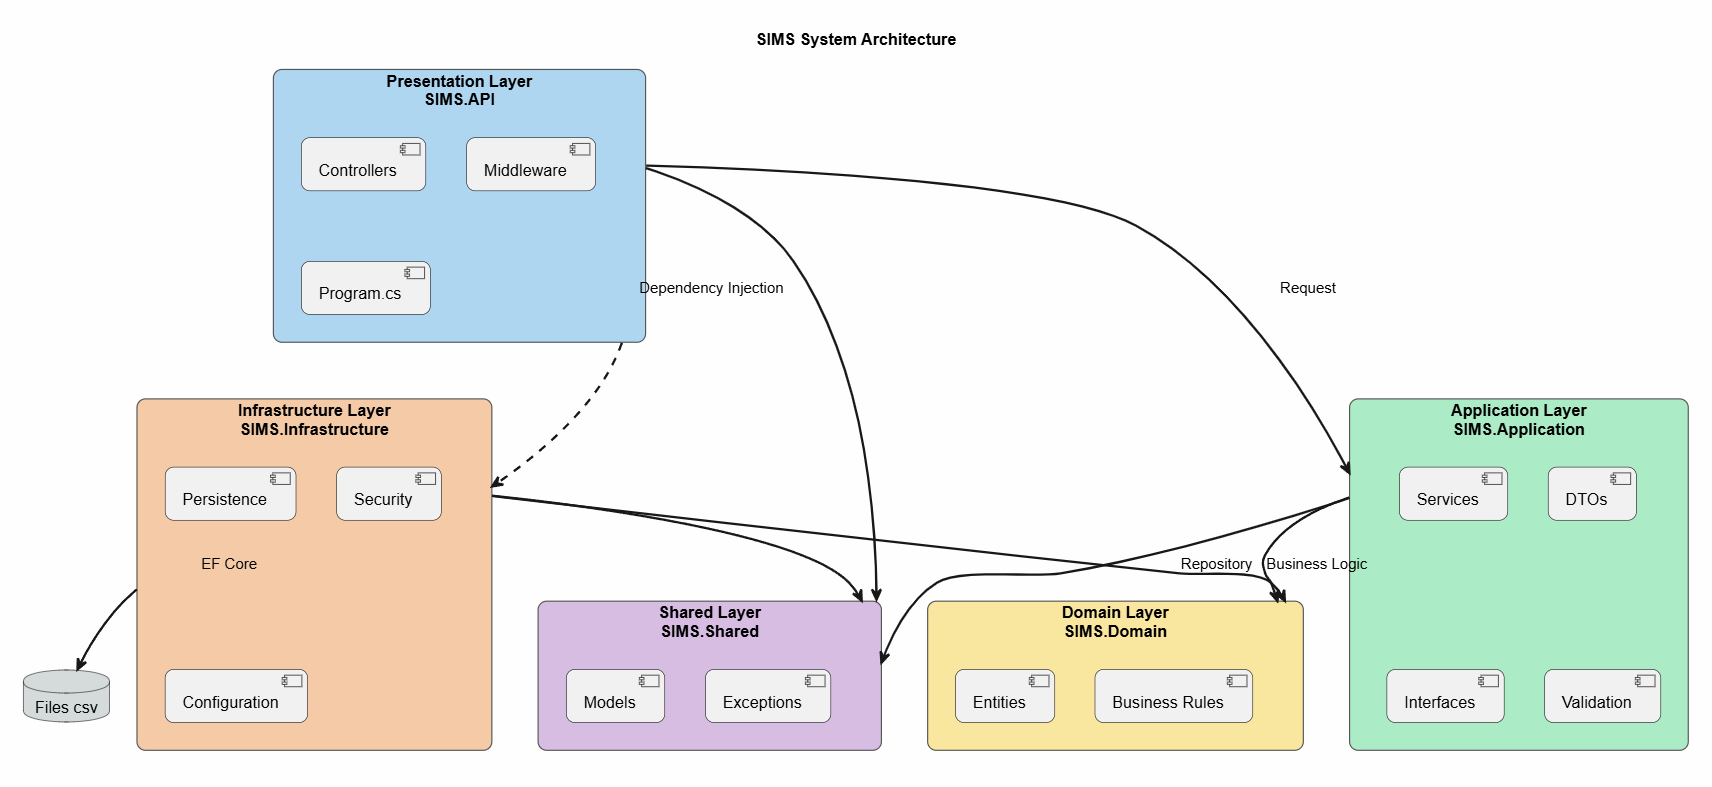 SIMS System Architecture
Presentation Layer
SIMS.API
Controllers
Middleware
Program.cs
Dependency Injection
Request
Infrastructure Layer
SIMS.Infrastructure
Persistence
Security
EF Core
Configuration
Files csv
Application Layer
SIMS.Application
Services
DTOs
Interfaces
Validation
Repository
Business Logic
Shared Layer
SIMS.Shared
Models
Exceptions
Domain Layer
SIMS.Domain
Entities
Business Rules